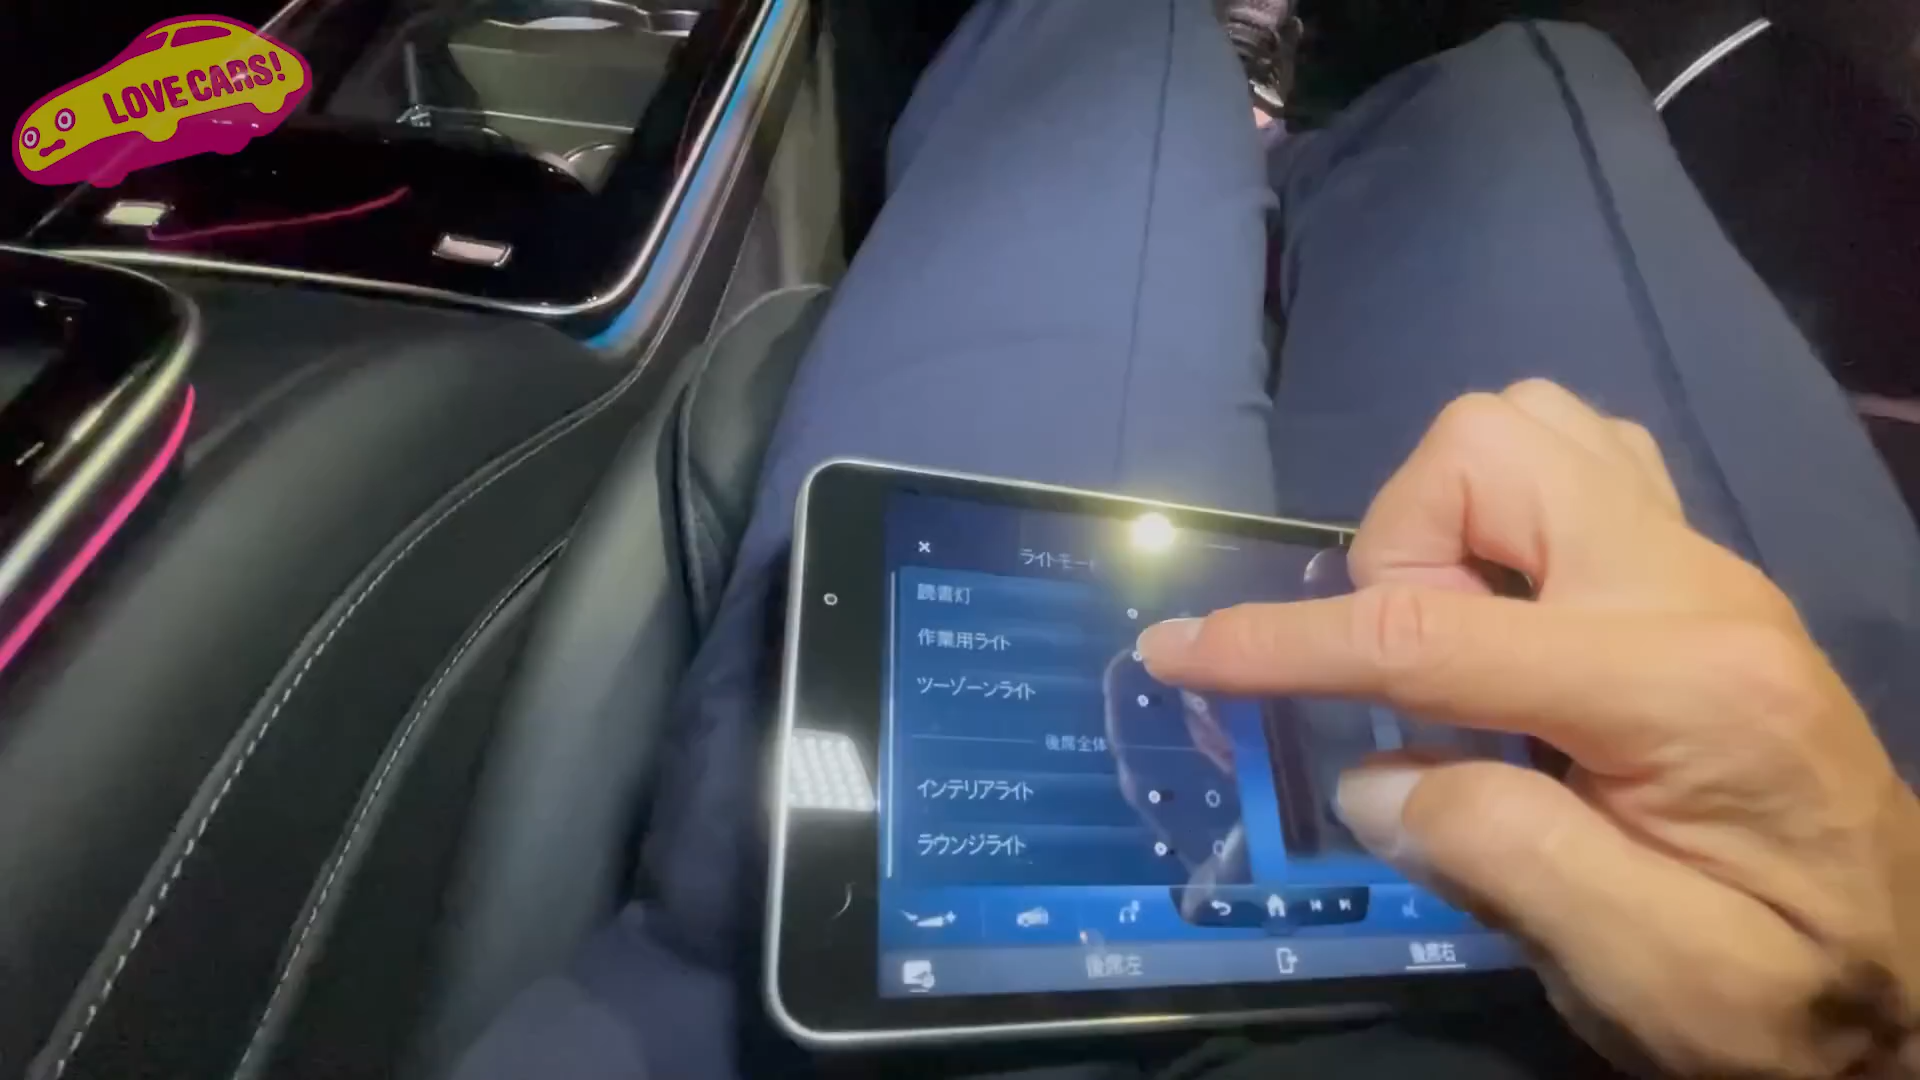 LOVE CARS!
ライトモード
読書灯
作業用ライト
ツーゾーンライト
後席全体
インテリアライト
ラウンジライト
後席左
後席右